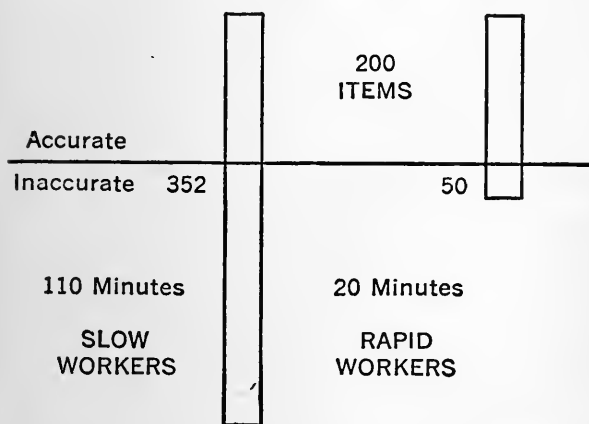 200
ITEMS
Accurate
Inaccurate 352 50
110 Minutes 20 Minutes
SLOW RAPID
WORKERS WORKERS